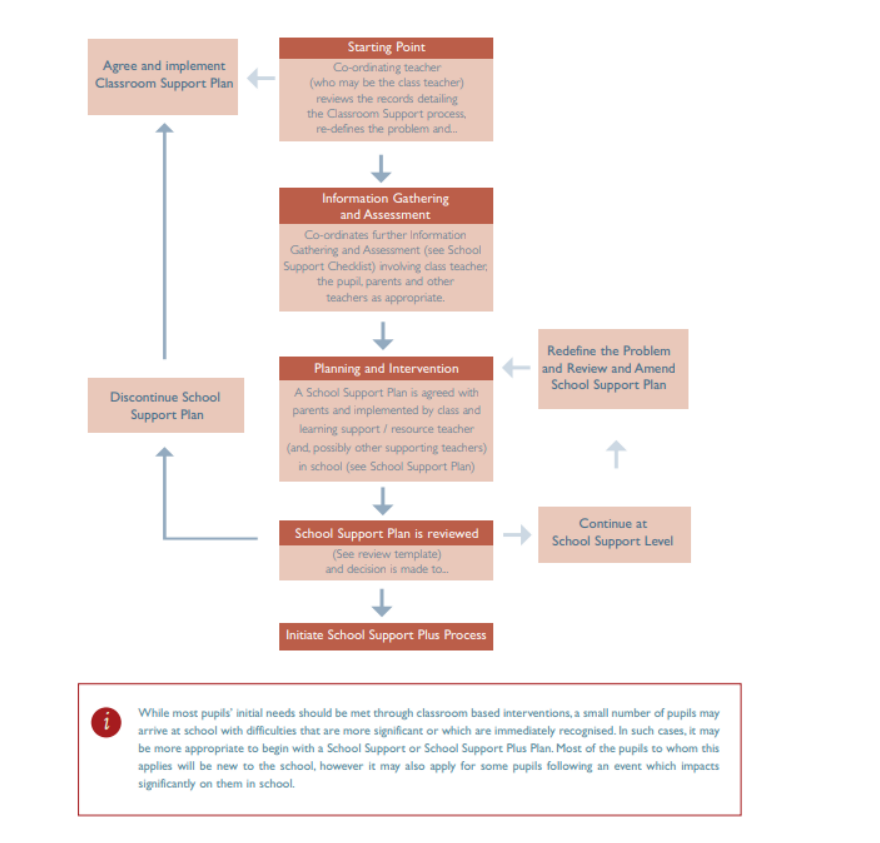 Starting Point
Co-ordinating teacher
(who may be the class teacher)
reviews the records detailing
the Classroom Support process,
re-defines the problem and...
Agree and implement
Classroom Support Plan
Information Gathering
and Assessment
Co-ordinates further Information
Gathering and Assessment (see School
Support Checklist) involving class teacher,
the pupil, parents and other
teachers as appropriate.
Planning and Intervention
A School Support Plan is agreed with
parents and implemented by class and
learning support / resource teacher
(and, possibly other supporting teachers)
in school (see School Support Plan)
Redefine the Problem
and Review and Amend
School Support Plan
Discontinue School
Support Plan
School Support Plan is reviewed
(See review template)
and decision is made to...
Continue at
School Support Level
Initiate School Support Plus Process
i
While most pupils' initial needs should be met through classroom based interventions, a small number of pupils may
arrive at school with difficulties that are more significant or which are immediately recognised. In such cases, it may
be more appropriate to begin with a School Support or School Support Plus Plan. Most of the pupils to whom this
applies will be new to the school, however it may also apply for some pupils following an event which impacts
significantly on them in school.